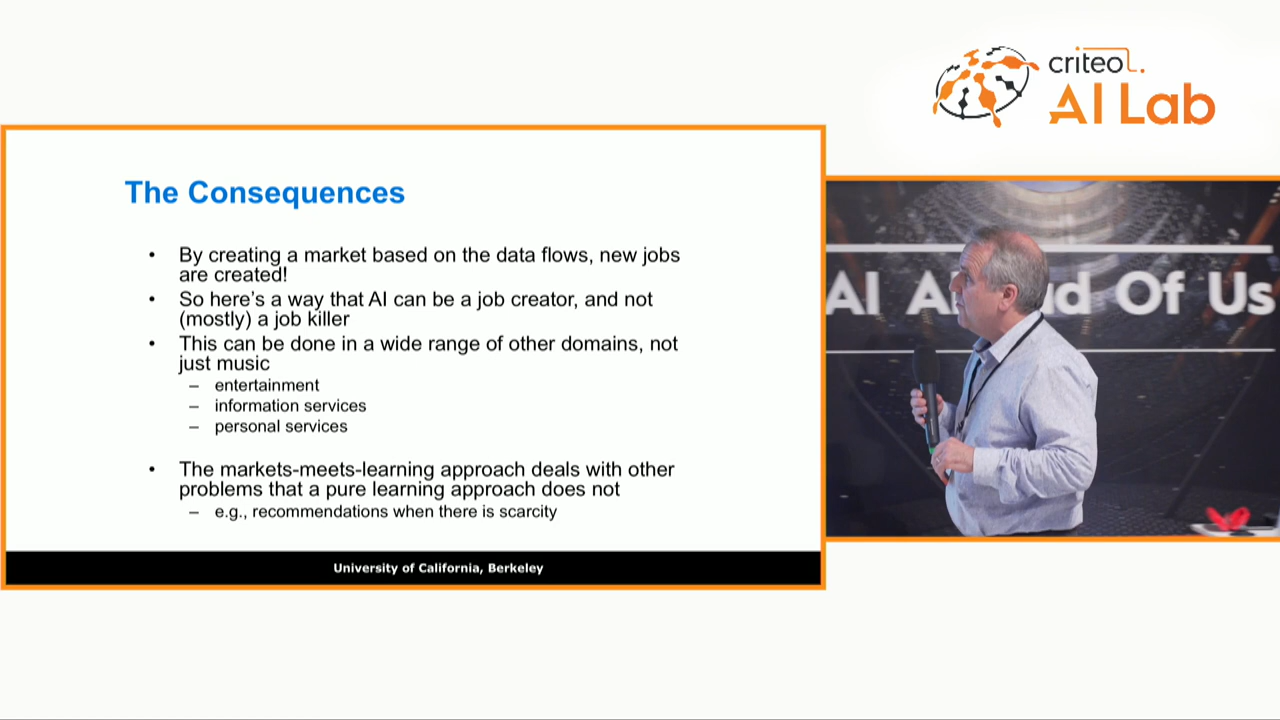 criteo.
AI Lab
The Consequences
• By creating a market based on the data flows, new jobs
are created!
• So here's a way that AI can be a job creator, and not
(mostly) a job killer
• This can be done in a wide range of other domains, not
just music
– entertainment
– information services
– personal services
• The markets-meets-learning approach deals with other
problems that a pure learning approach does not
– e.g., recommendations when there is scarcity
University of California, Berkeley
AI A d Of Us